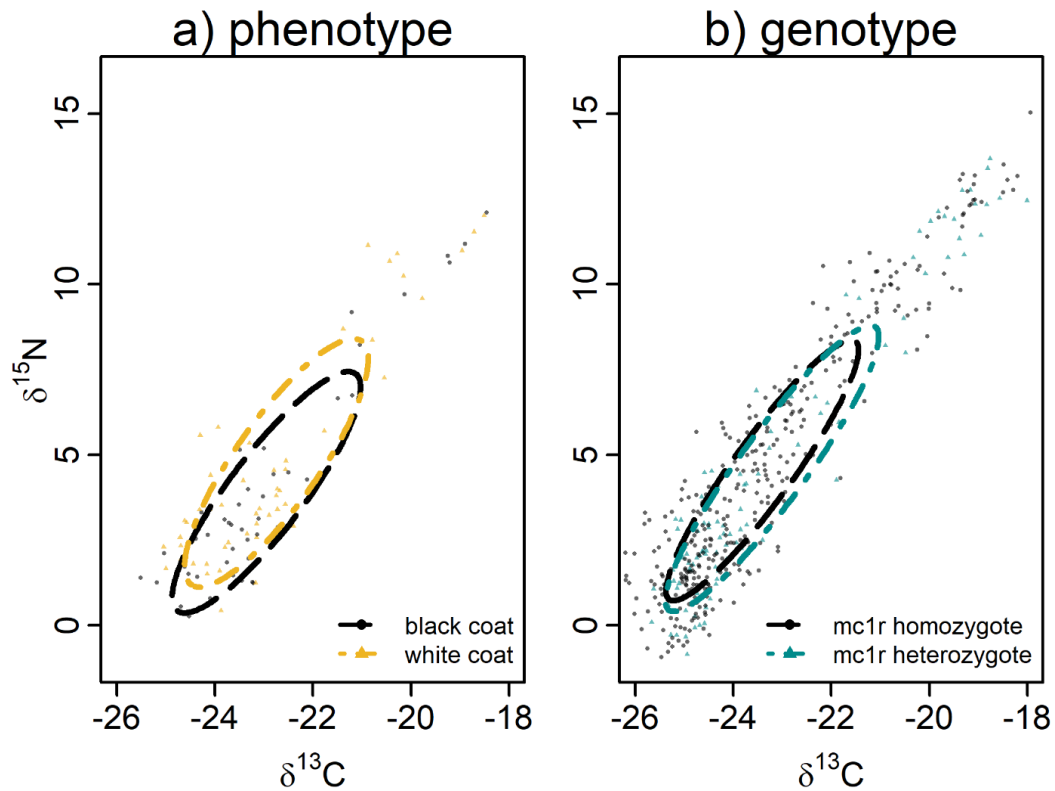 a) phenotype
b) genotype
δ¹⁵N
15
10
5
0
-26 -24 -22 -20 -18
δ¹³C
black coat
white coat
15
10
5
0
-26 -24 -22 -20 -18
δ¹³C
mc1r homozygote
mc1r heterozygote